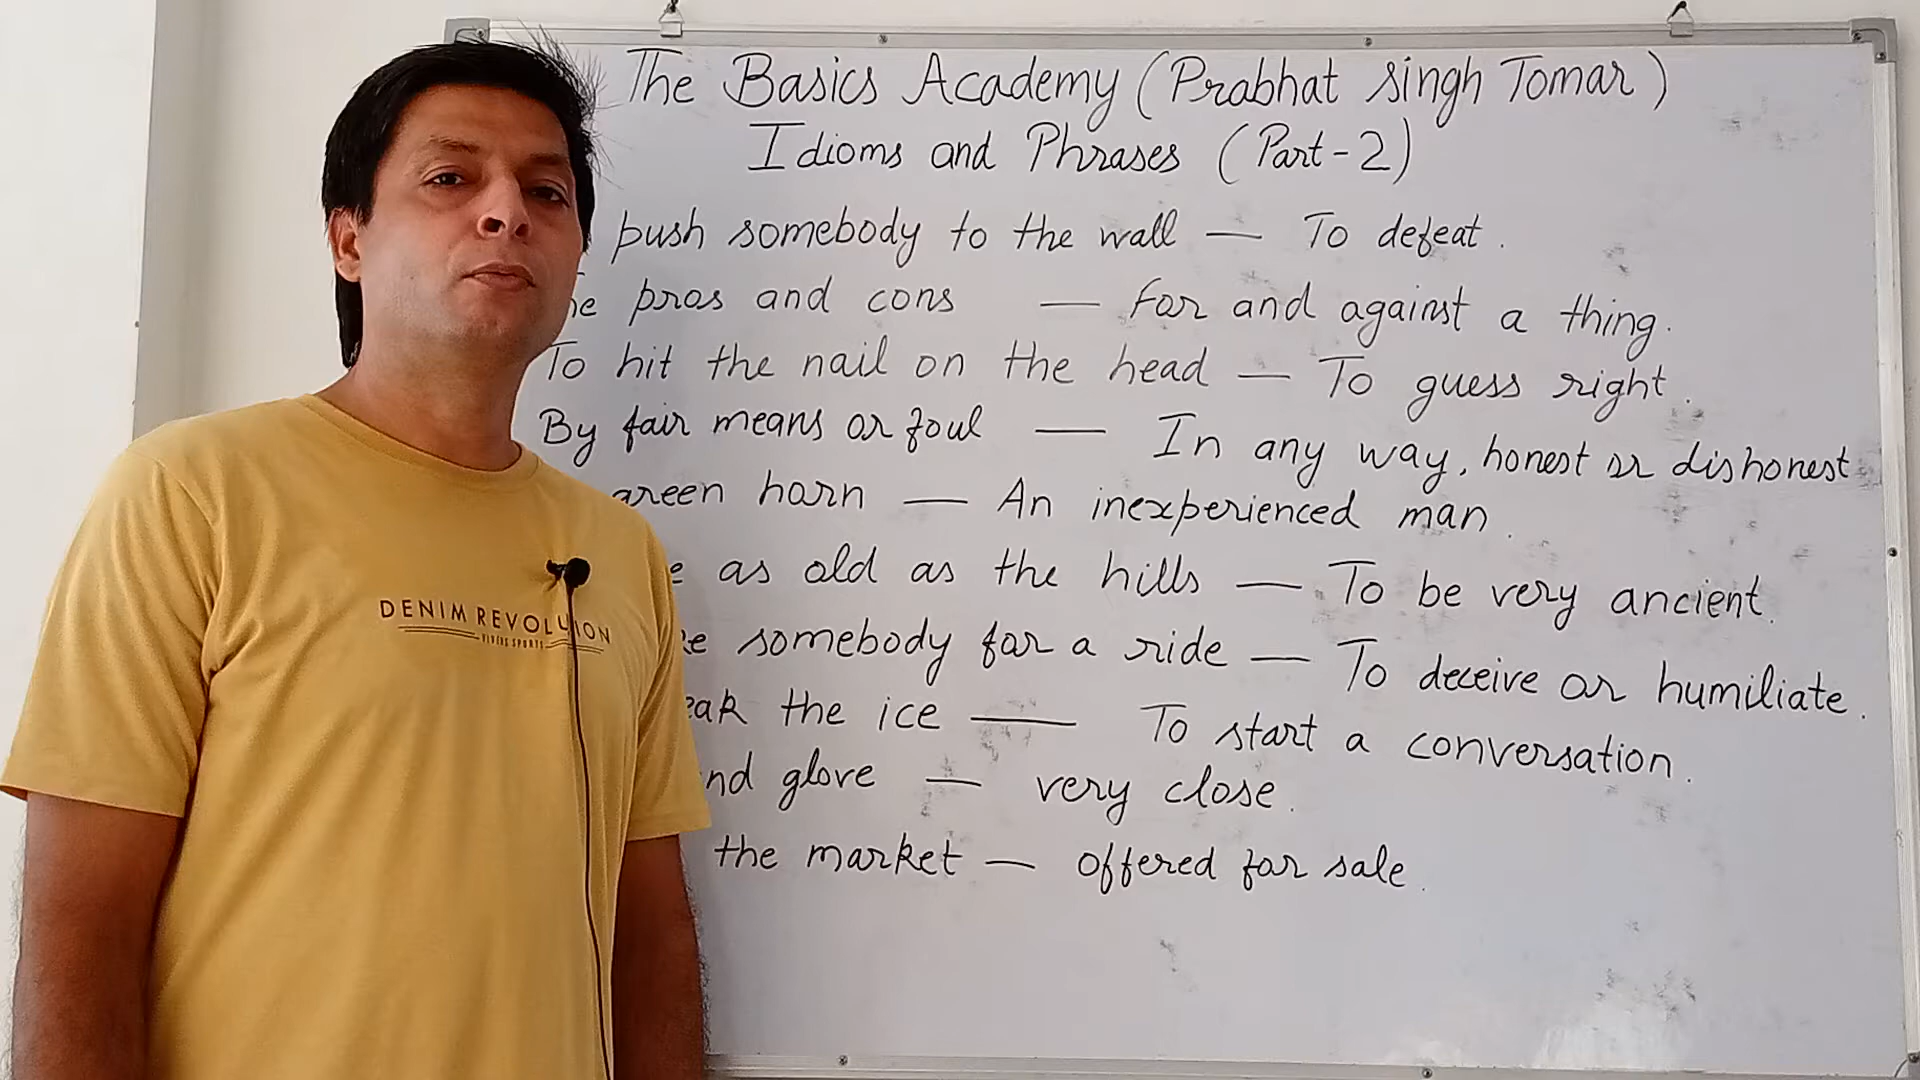 The Basics Academy (Prabhat singh Tomar)
Idioms and Phrases (Part-2)
push somebody to the wall — To defeat.
pros and cons — for and against a thing.
To hit the nail on the head — To guess right.
By fair means or foul — In any way, honest or dishonest
green horn — An inexperienced man.
as old as the hills — To be very ancient.
somebody for a ride — To deceive or humiliate.
the ice — To start a conversation.
glove — very close.
the market — offered for sale.
DENIM REVOLUTION